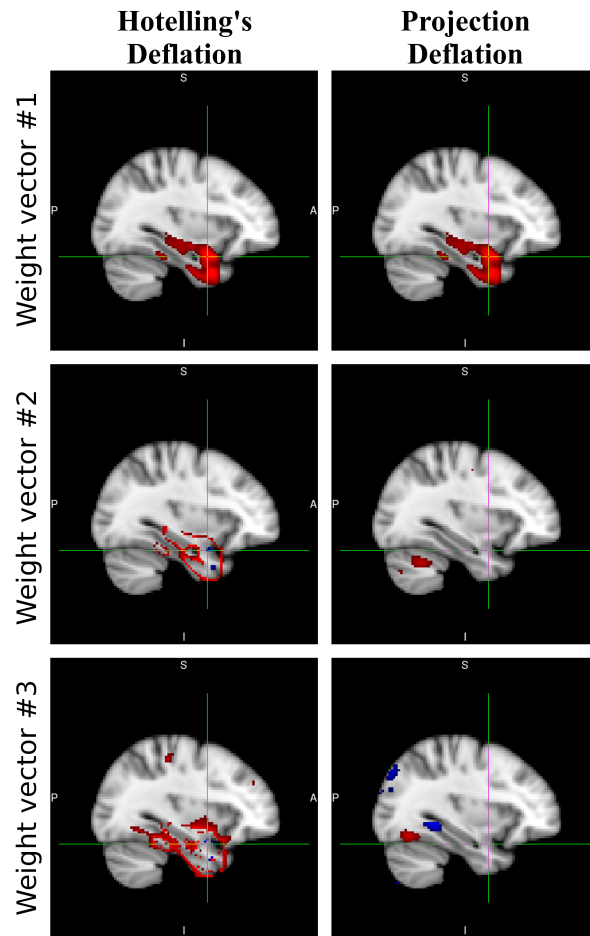 Hotelling's Deflation
Projection Deflation
Weight vector #1
S
P
A
I
S
P
Weight vector #2
S
P
A
I
S
P
I
Weight vector #3
S
P
A
I
S
P
I